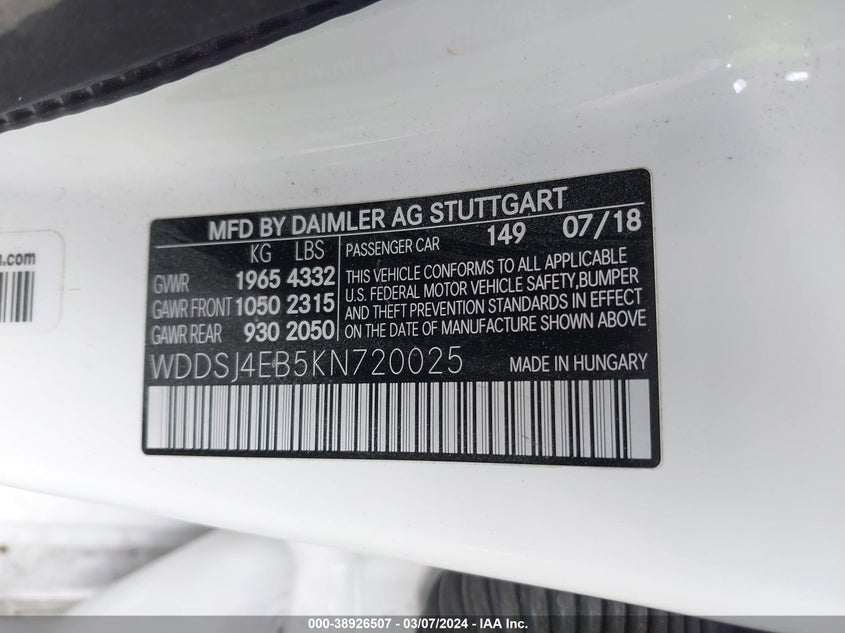 MFD BY DAIMLER AG STUTTGART
KG LBS
GVWR 1965 4332
GAWR FRONT 1050 2315
GAWR REAR 930 2050
PASSENGER CAR 149 07/18
THIS VEHICLE CONFORMS TO ALL APPLICABLE
U.S. FEDERAL MOTOR VEHICLE SAFETY, BUMPER
AND THEFT PREVENTION STANDARDS IN EFFECT
ON THE DATE OF MANUFACTURE SHOWN ABOVE
WDDSJ4EB5KN720025 MADE IN HUNGARY
.com
000-38926507 - 03/07/2024 - IAA Inc.